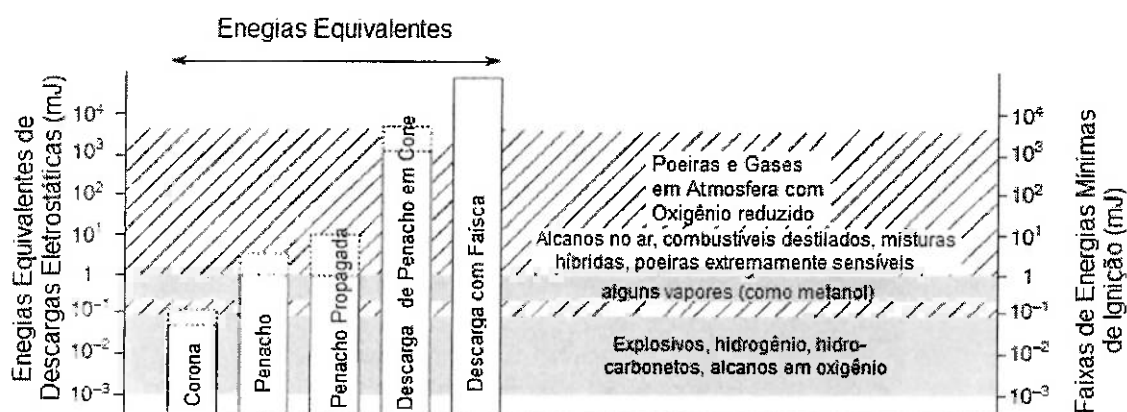 Enegias Equivalentes
Enegias Equivalentes de
Descargas Eletrostáticas (mJ)
10⁴
10³
10²
10¹
1
10⁻¹
10⁻²
10⁻³
Corona
Penacho
Penacho Propagada
Descarga de Penacho em Cone
Descarga com Faísca
Poeiras e Gases
em Atmosfera com
Oxigênio reduzido
Alcanos no ar, combustíveis destilados, misturas
híbridas, poeiras extremamente sensíveis
alguns vapores (como metanol)
Explosivos, hidrogênio, hidro-
carbonetos, alcanos em oxigênio
10⁴
10³
10²
10¹
1
10⁻¹
10⁻²
10⁻³
Faixas de Energias Mínimas
de Ignição (mJ)